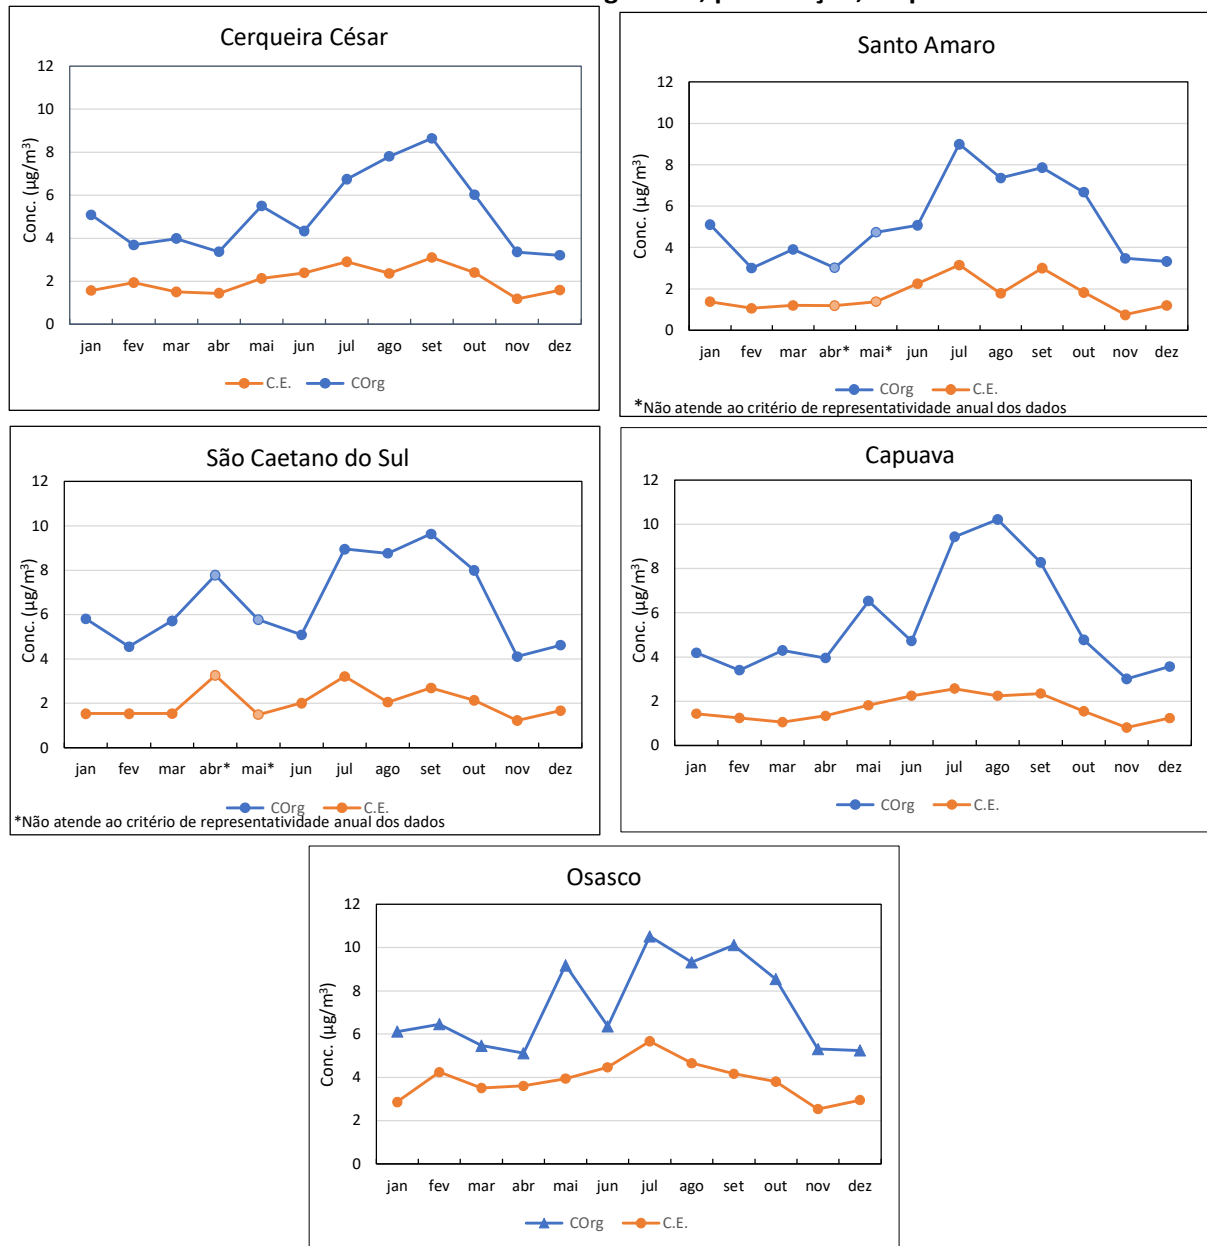 Cerqueira César
Conc. (µg/m³)
12
10
8
6
4
2
0
jan fev mar abr mai jun jul ago set out nov dez
C.E. COrg
Santo Amaro
Conc. (µg/m³)
12
10
8
6
4
2
0
jan fev mar abr* mai* jun jul ago set out nov dez
COrg C.E.
*Não atende ao critério de representatividade anual dos dados
São Caetano do Sul
Conc. (µg/m³)
12
10
8
6
4
2
0
jan fev mar abr* mai* jun jul ago set out nov dez
COrg C.E.
*Não atende ao critério de representatividade anual dos dados
Capuava
Conc. (µg/m³)
12
10
8
6
4
2
0
jan fev mar abr mai jun jul ago set out nov dez
COrg C.E.
Osasco
Conc. (µg/m³)
12
10
8
6
4
2
0
jan fev mar abr mai jun jul ago set out nov dez
COrg C.E.